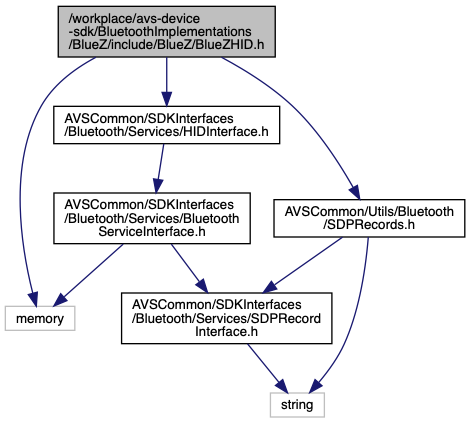 /workplace/avs-device
-sdk/BluetoothImplementations
/BlueZ/include/BlueZ/BlueZHID.h
AVSCommon/SDKInterfaces
/Bluetooth/Services/HIDInterface.h
AVSCommon/SDKInterfaces
/Bluetooth/Services/Bluetooth
ServiceInterface.h
AVSCommon/Utils/Bluetooth
/SDPRecords.h
memory
AVSCommon/SDKInterfaces
/Bluetooth/Services/SDPRecord
Interface.h
string